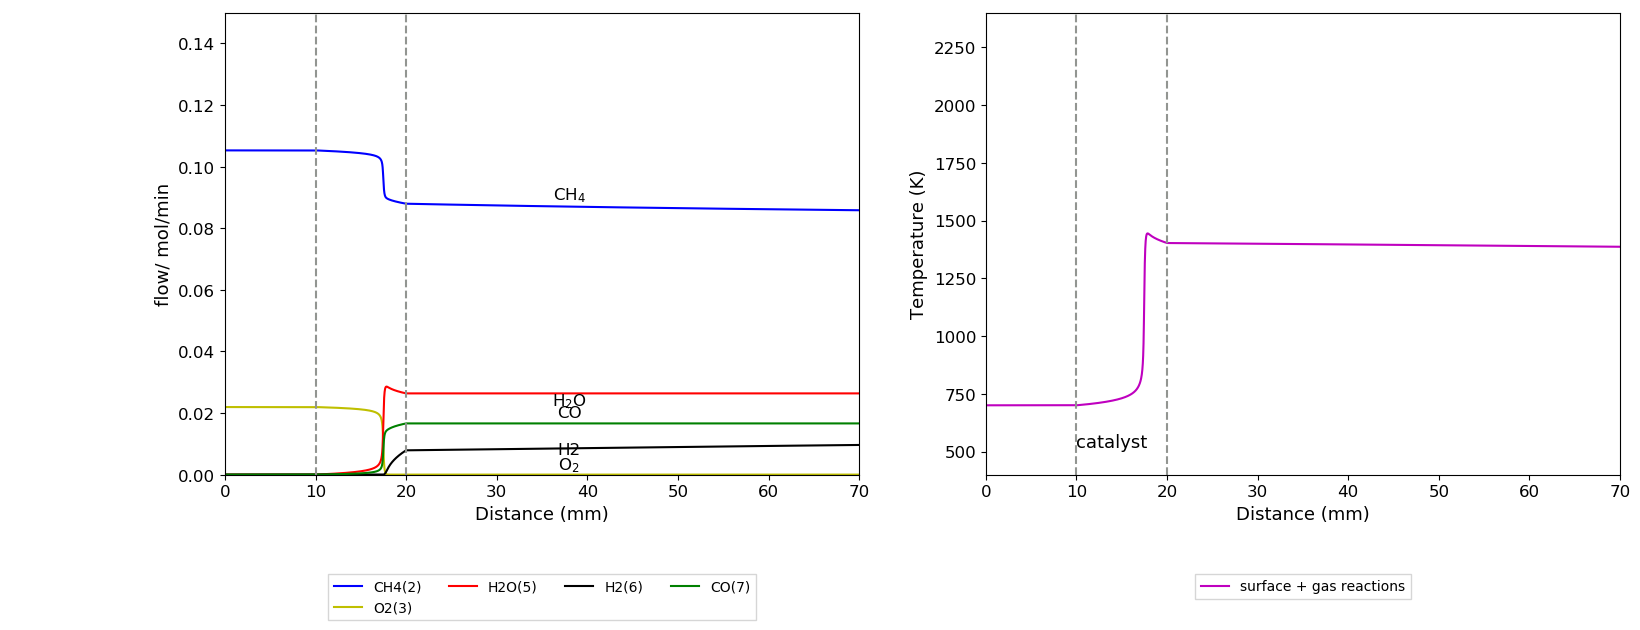 0.14
0.12
0.10
0.08
0.06
0.04
0.02
0.00
flow/ mol/min
CH₄
H₂O
CO
H2
O₂
0 10 20 30 40 50 60 70
Distance (mm)
CH4(2) H2O(5) H2(6) CO(7)
O2(3)
2250
2000
1750
1500
1250
1000
750
500
Temperature (K)
catalyst
0 10 20 30 40 50 60 70
Distance (mm)
surface + gas reactions